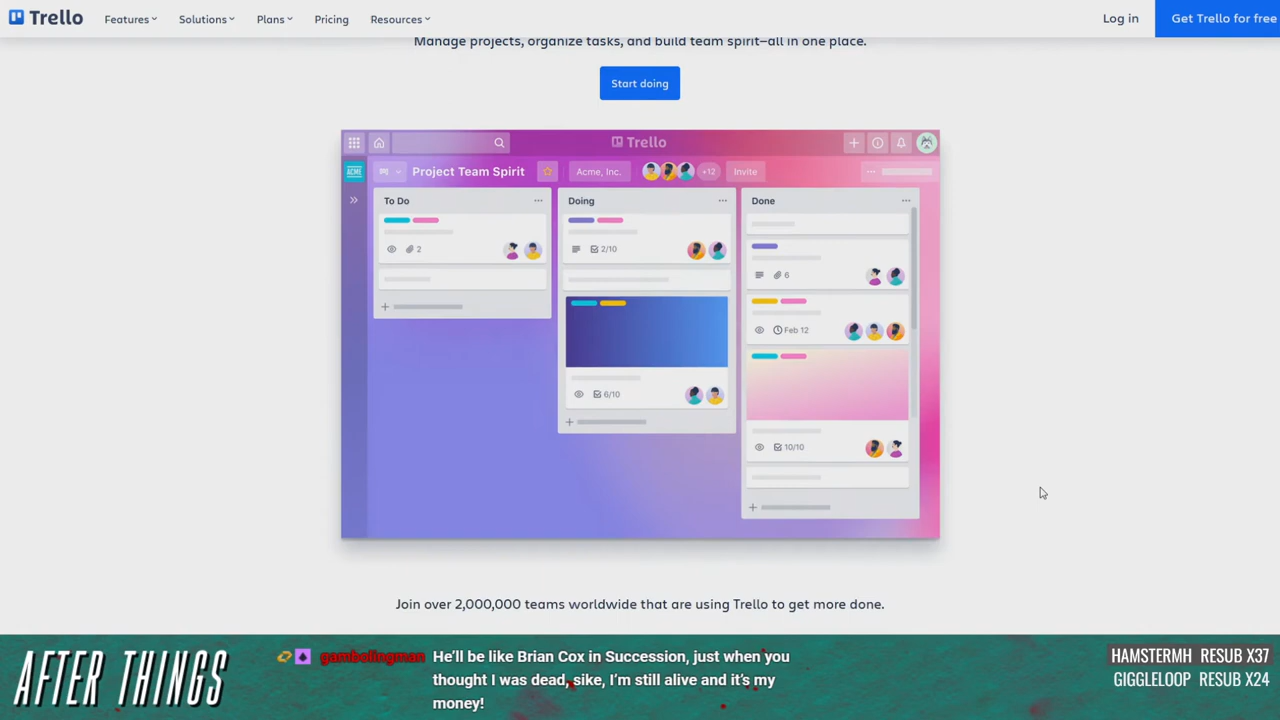 Trello
Features
Solutions
Plans
Pricing
Resources
Log in
Get Trello for free
Manage projects, organize tasks, and build team spirit—all in one place.
Start doing
Trello
ACME
Project Team Spirit
Acme, Inc.
+12
Invite
To Do
Doing
Done
2
2/10
6
Feb 12
6/10
10/10
Join over 2,000,000 teams worldwide that are using Trello to get more done.
AFTER THINGS
gambolingman
He'll be like Brian Cox in Succession, just when you
thought I was dead, sike, I'm still alive and it's my
money!
HAMSTERMH RESUB X37
GIGGLELOOP RESUB X24